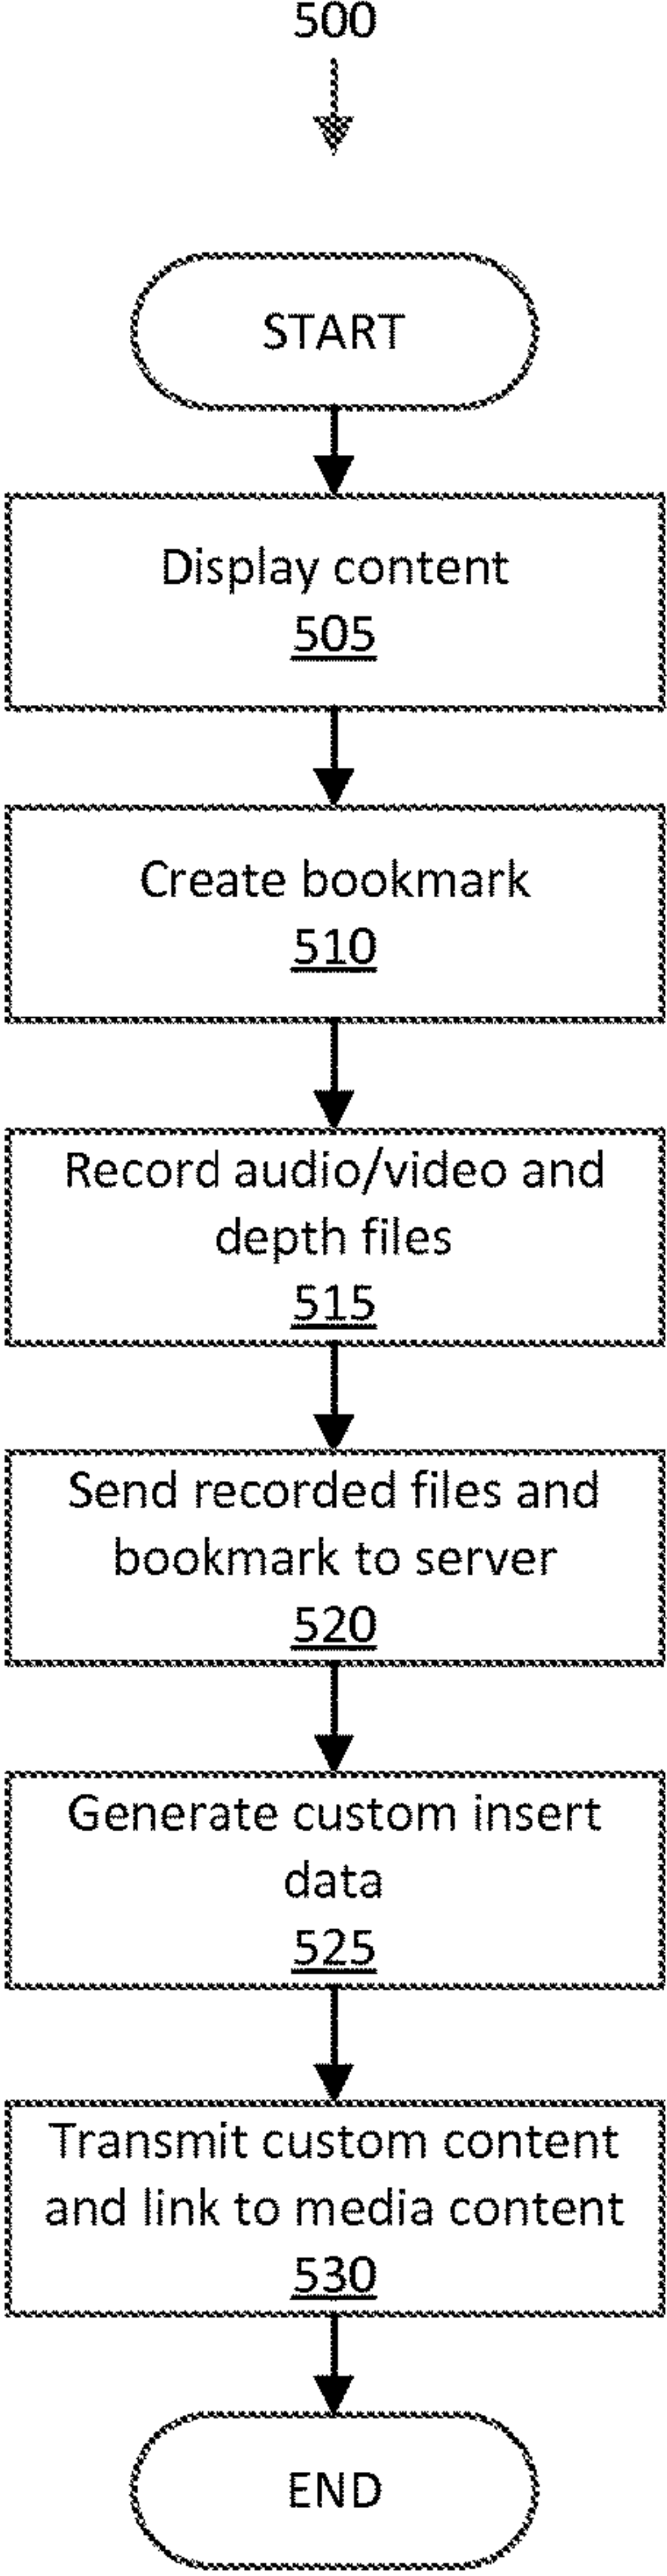 500
START
Display content
505
Create bookmark
510
Record audio/video and
depth files
515
Send recorded files and
bookmark to server
520
Generate custom insert
data
525
Transmit custom content
and link to media content
530
END